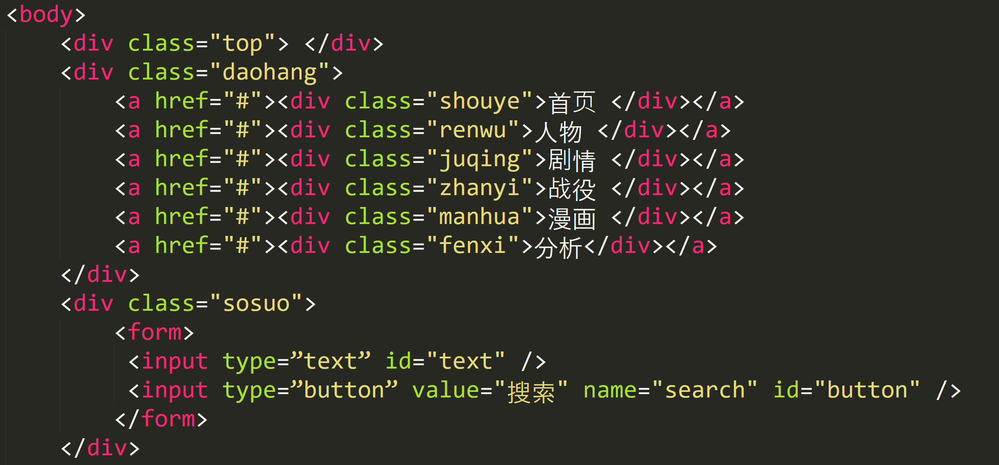 <body>
<div class="top"> </div>
<div class="daohang">
<a href="#"><div class="shouye">首页 </div></a>
<a href="#"><div class="renwu">人物 </div></a>
<a href="#"><div class="juqing">剧情 </div></a>
<a href="#"><div class="zhanyi">战役 </div></a>
<a href="#"><div class="manhua">漫画 </div></a>
<a href="#"><div class="fenxi">分析</div></a>
</div>
<div class="sosuo">
<form>
<input type=”text” id="text" />
<input type=”button” value="搜索" name="search" id="button" />
</form>
</div>